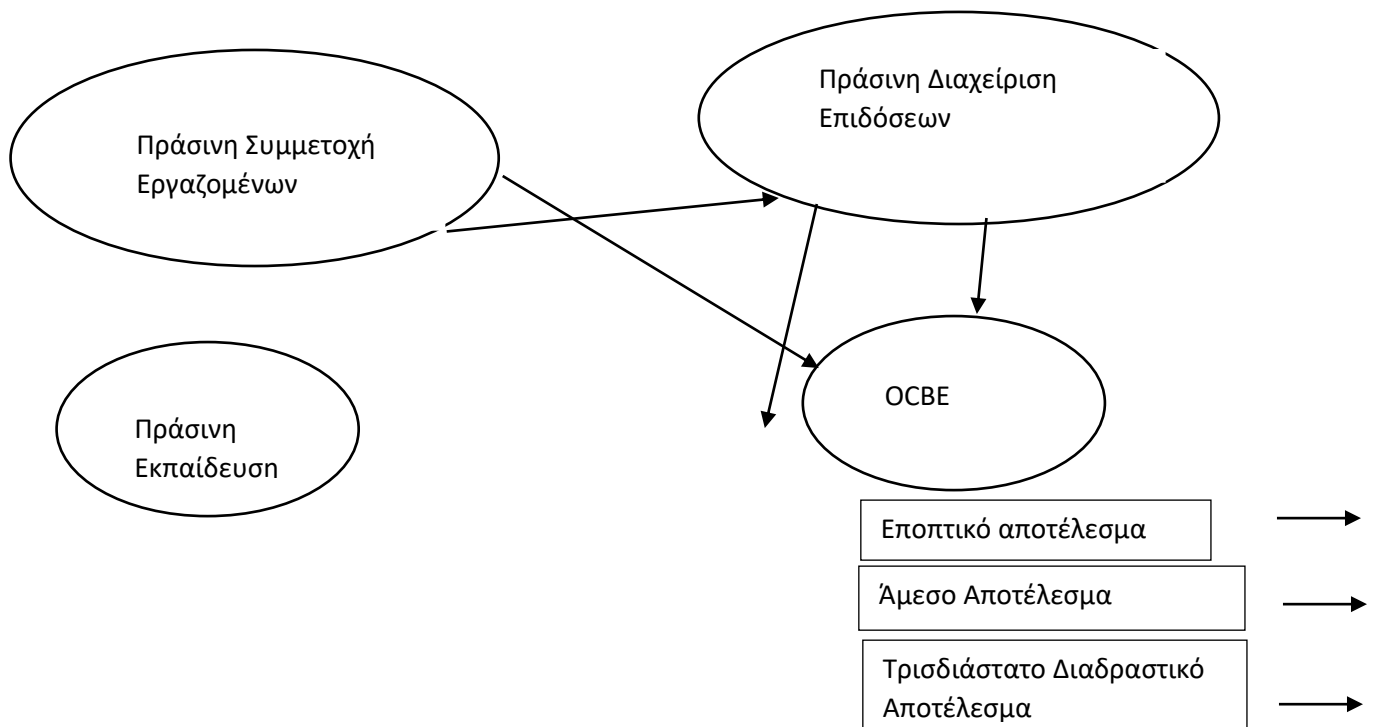 Πράσινη Διαχείριση
Επιδόσεων
Πράσινη Συμμετοχή
Εργαζομένων
OCBE
Πράσινη
Εκπαίδευση
Εποπτικό αποτέλεσμα
Άμεσο Αποτέλεσμα
Τρισδιάστατο Διαδραστικό
Αποτέλεσμα